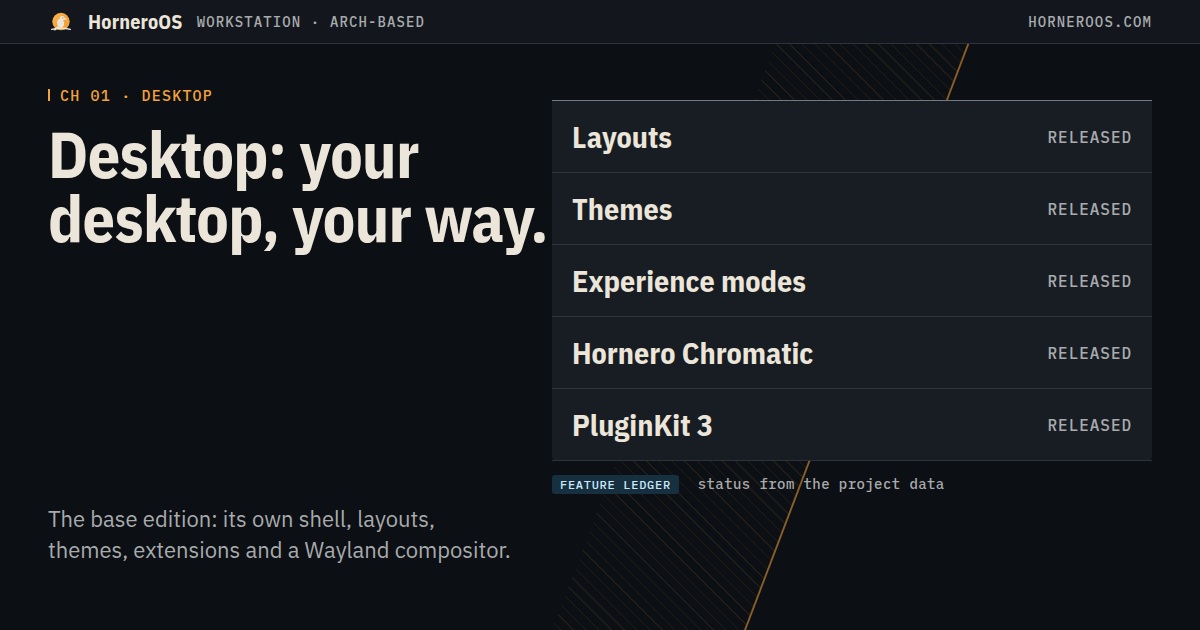 HorneroOS WORKSTATION · ARCH-BASED
HORNEROOS.COM
CH 01 · DESKTOP
Desktop: your
desktop, your way.
Layouts RELEASED
Themes RELEASED
Experience modes RELEASED
Hornero Chromatic RELEASED
PluginKit 3 RELEASED
FEATURE LEDGER status from the project data
The base edition: its own shell, layouts,
themes, extensions and a Wayland compositor.